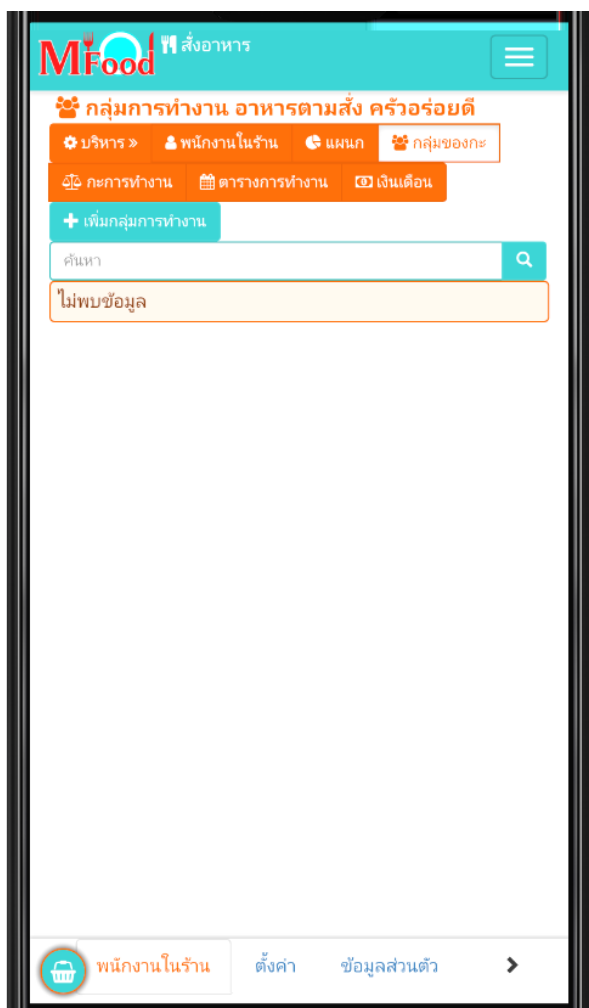 MFood สั่งอาหาร
กลุ่มการทำงาน อาหารตามสั่ง ครัวอร่อยดี
บริหาร » พนักงานในร้าน แผนก กลุ่มของกะ
กะการทำงาน ตารางการทำงาน เงินเดือน
เพิ่มกลุ่มการทำงาน
ค้นหา
ไม่พบข้อมูล
พนักงานในร้าน ตั้งค่า ข้อมูลส่วนตัว